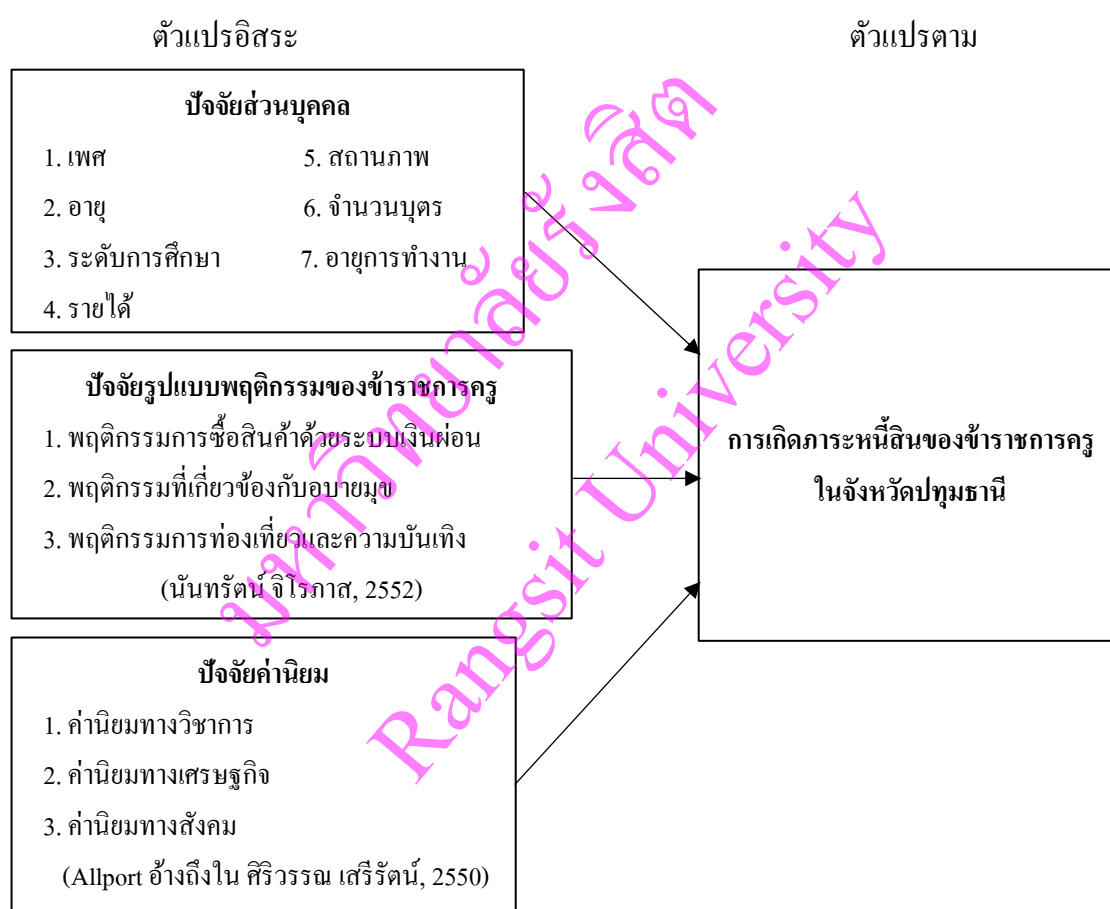 ตัวแปรอิสระ
ตัวแปรตาม
ปัจจัยส่วนบุคคล
1. เพศ
5. สถานภาพ
2. อายุ
6. จำนวนบุตร
3. ระดับการศึกษา
7. อายุการทำงาน
4. รายได้
ปัจจัยรูปแบบพฤติกรรมของข้าราชการครู
1. พฤติกรรมการซื้อสินค้าด้วยระบบเงินผ่อน
2. พฤติกรรมที่เกี่ยวข้องกับอบายมุข
3. พฤติกรรมการท่องเที่ยวและความบันเทิง
(นันทรัตน์ จิโรภาส, 2552)
ปัจจัยค่านิยม
1. ค่านิยมทางวิชาการ
2. ค่านิยมทางเศรษฐกิจ
3. ค่านิยมทางสังคม
(Allport อ้างถึงใน ศิริวรรณ เสรีรัตน์, 2550)
การเกิดภาระหนี้สินของข้าราชการครู
ในจังหวัดปทุมธานี
มหาวิทยาลัยรังสิต
Rangsit University